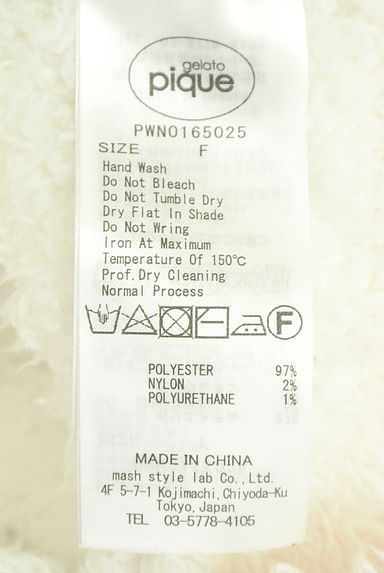 gelato
pique
PWNO165025
SIZE F
Hand Wash
Do Not Bleach
Do Not Tumble Dry
Dry Flat In Shade
Do Not Wring
Iron At Maximum
Temperature Of 150℃
Prof.Dry Cleaning
Normal Process
F
POLYESTER 97%
NYLON 2%
POLYURETHANE 1%
MADE IN CHINA
mash style lab Co.,Ltd.
4F 5-7-1 Kojimachi,Chiyoda-Ku
Tokyo,Japan
TEL 03-5778-4105